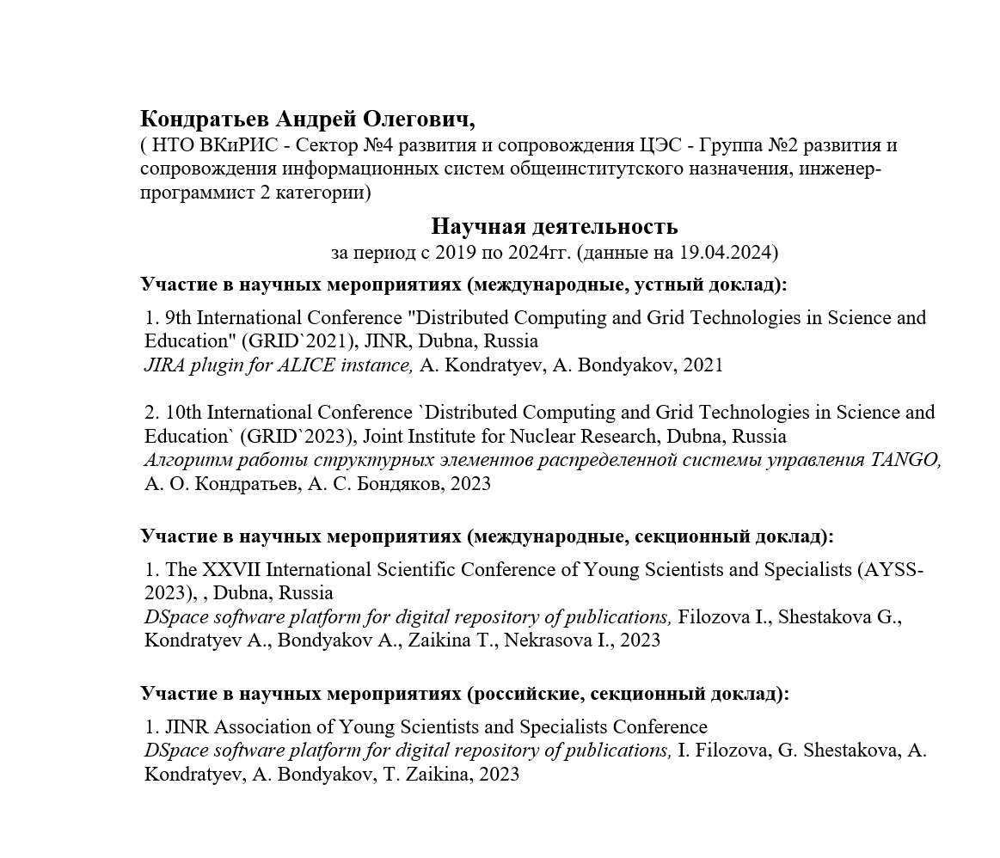 Кондратьев Андрей Олегович,
( НТО ВКиРИС - Сектор №4 развития и сопровождения ЦЭС - Группа №2 развития и
сопровождения информационных систем общеинститутского назначения, инженер-
программист 2 категории)
Научная деятельность
за период с 2019 по 2024гг. (данные на 19.04.2024)
Участие в научных мероприятиях (международные, устный доклад):
1. 9th International Conference "Distributed Computing and Grid Technologies in Science and
Education" (GRID`2021), JINR, Dubna, Russia
JIRA plugin for ALICE instance, A. Kondratyev, A. Bondyakov, 2021
2. 10th International Conference `Distributed Computing and Grid Technologies in Science and
Education` (GRID`2023), Joint Institute for Nuclear Research, Dubna, Russia
Алгоритм работы структурных элементов распределенной системы управления TANGO,
А. О. Кондратьев, А. С. Бондяков, 2023
Участие в научных мероприятиях (международные, секционный доклад):
1. The XXVII International Scientific Conference of Young Scientists and Specialists (AYSS-
2023), , Dubna, Russia
DSpace software platform for digital repository of publications, Filozova I., Shestakova G.,
Kondratyev A., Bondyakov A., Zaikina T., Nekrasova I., 2023
Участие в научных мероприятиях (российские, секционный доклад):
1. JINR Association of Young Scientists and Specialists Conference
DSpace software platform for digital repository of publications, I. Filozova, G. Shestakova, A.
Kondratyev, A. Bondyakov, T. Zaikina, 2023